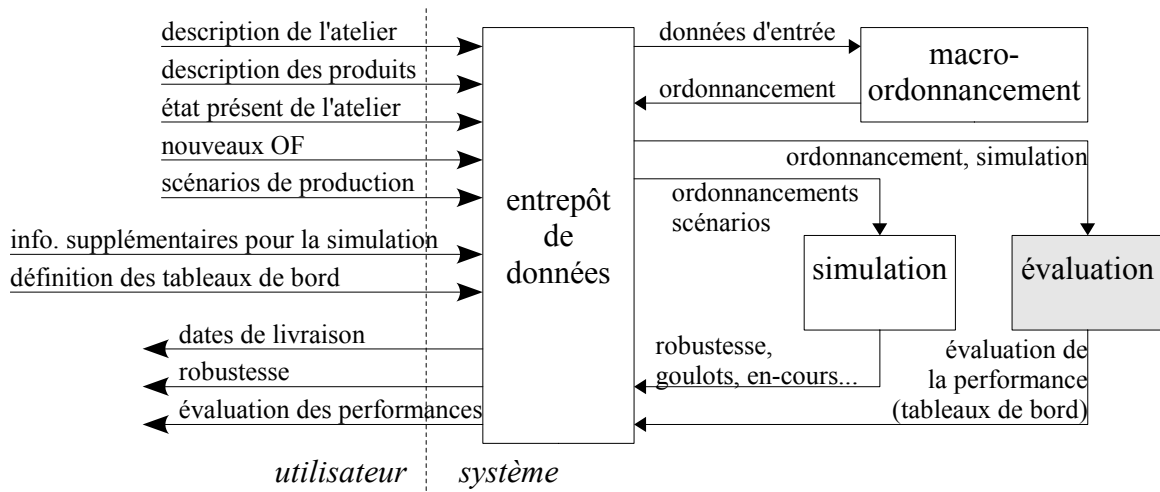 description de l'atelier
description des produits
état présent de l'atelier
nouveaux OF
scénarios de production
info. supplémentaires pour la simulation
définition des tableaux de bord
dates de livraison
robustesse
évaluation des performances
utilisateur
système
entrepôt
de
données
données d'entrée
ordonnancement
macro-
ordonnancement
ordonnancement, simulation
ordonnancements
scénarios
simulation
évaluation
robustesse,
goulots, en-cours...
évaluation de
la performance
(tableaux de bord)